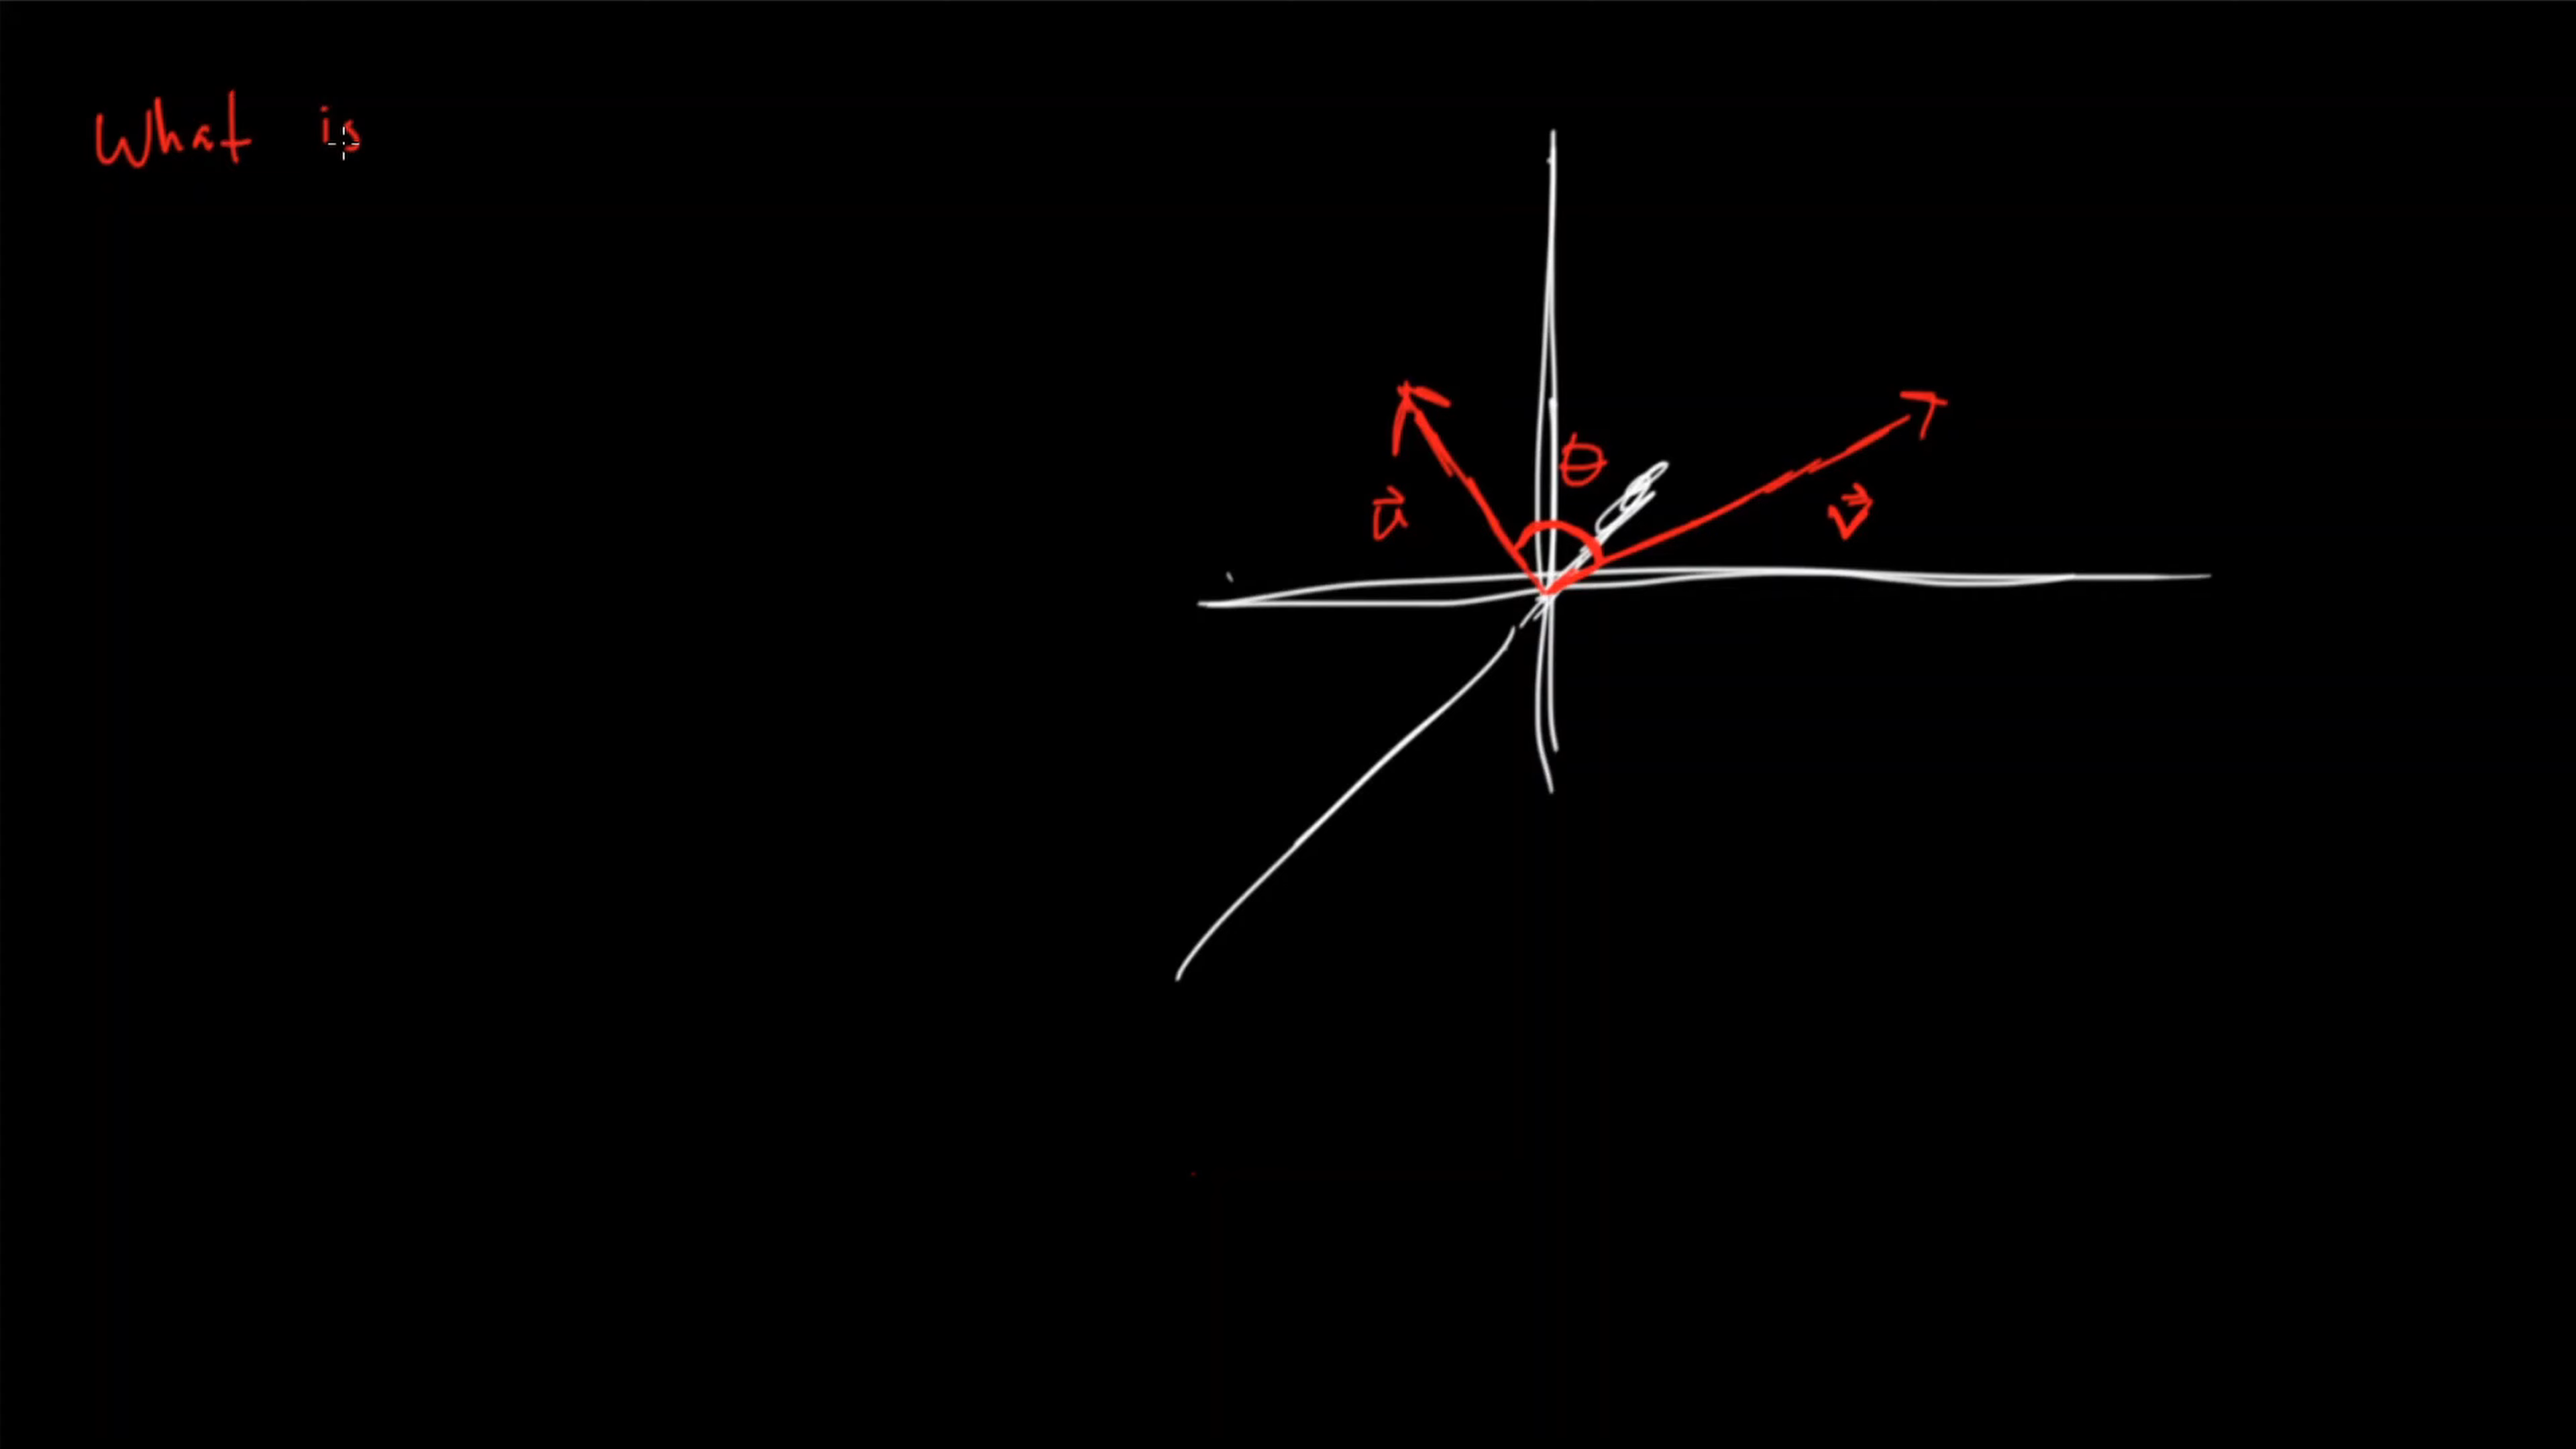 What is
θ
u⃗
v⃗